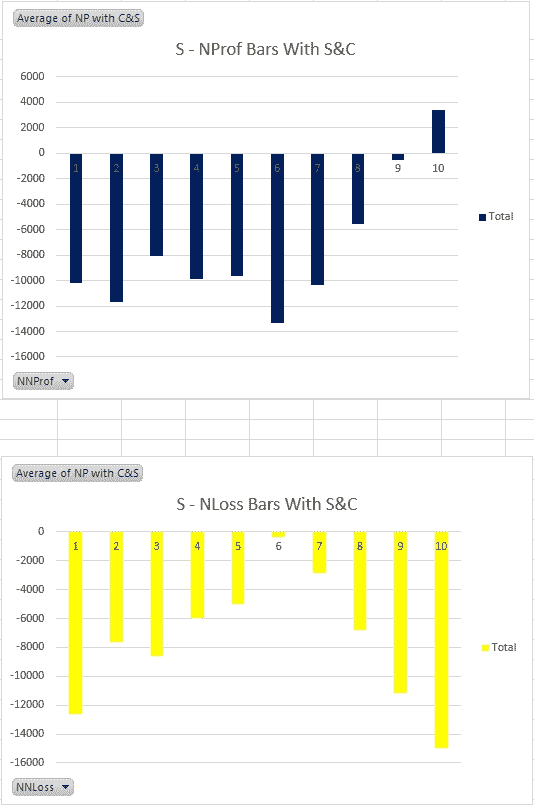 Average of NP with C&S
S - NProf Bars With S&C
6000
4000
2000
0
-2000
-4000
-6000
-8000
-10000
-12000
-14000
-16000
1 2 3 4 5 6 7 8 9 10
Total
NNProf
Average of NP with C&S
S - NLoss Bars With S&C
0
-2000
-4000
-6000
-8000
-10000
-12000
-14000
-16000
1 2 3 4 5 6 7 8 9 10
Total
NNLoss